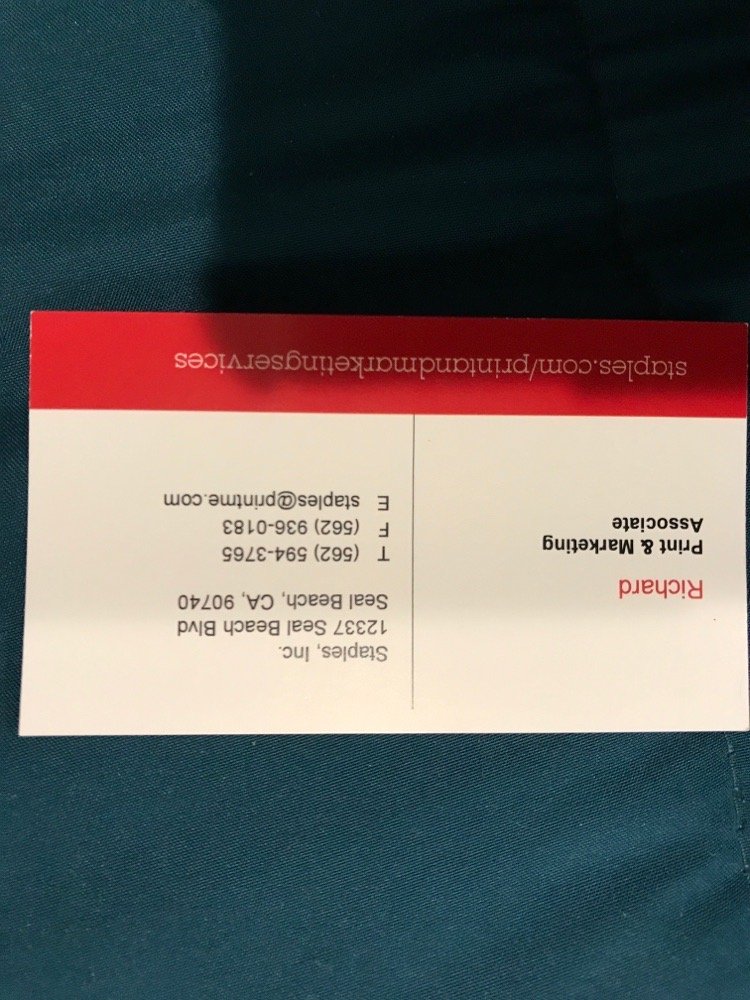 Richard
Print & Marketing
Associate
Staples, Inc.
12337 Seal Beach Blvd
Seal Beach, CA, 90740
T (562) 594-3765
F (562) 936-0183
E staples@printme.com
staples.com/printandmarketingservices